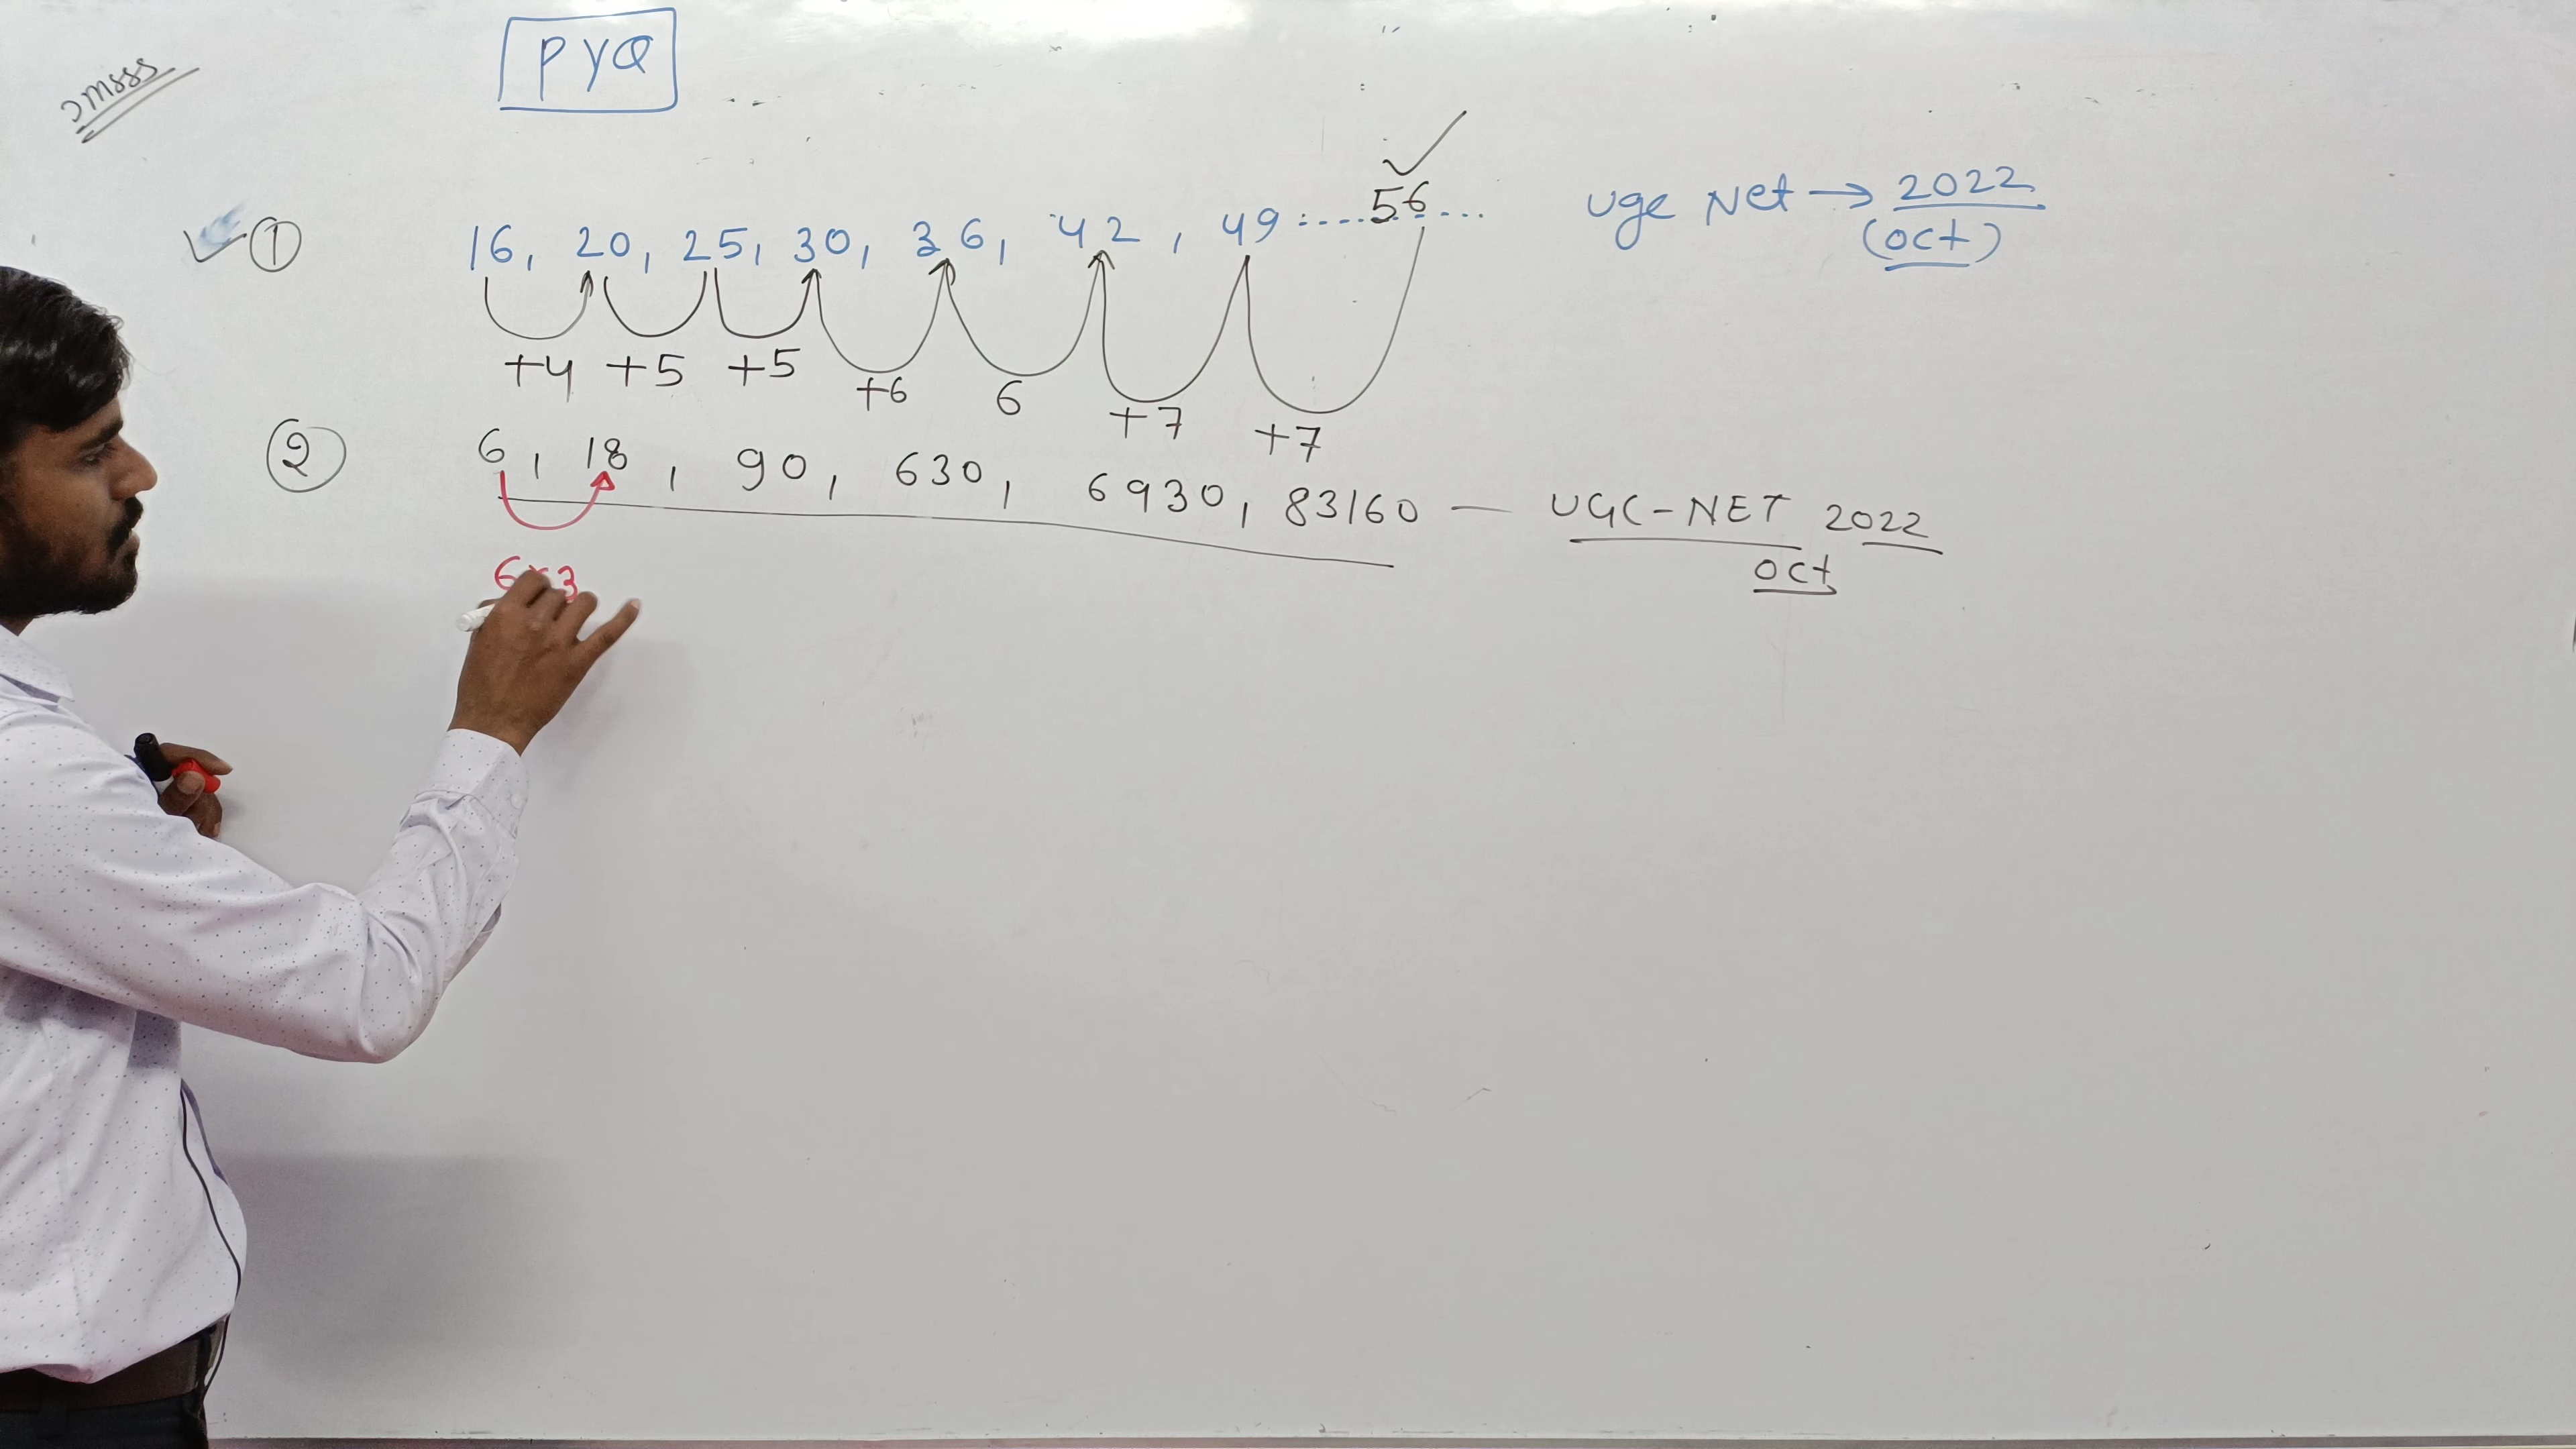 PYQ
① 16, 20, 25, 30, 36, 42, 49 ..... 56 ... Uge Net → 2022
(oct)
+4 +5 +5 +6 6 +7 +7
② 6, 18, 90, 630, 6930, 83160 — UGC-NET 2022
oct
6×3